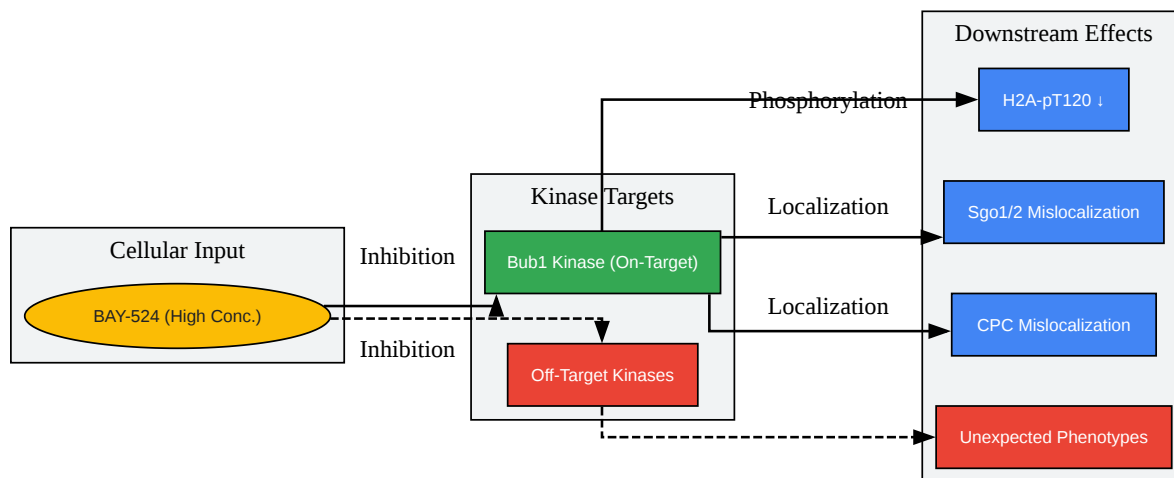 Downstream Effects
Phosphorylation
H2A-pT120 ↓
Kinase Targets
Localization
Sgo1/2 Mislocalization
Cellular Input
Inhibition
Bub1 Kinase (On-Target)
BAY-524 (High Conc.)
Localization
CPC Mislocalization
Inhibition
Off-Target Kinases
Unexpected Phenotypes